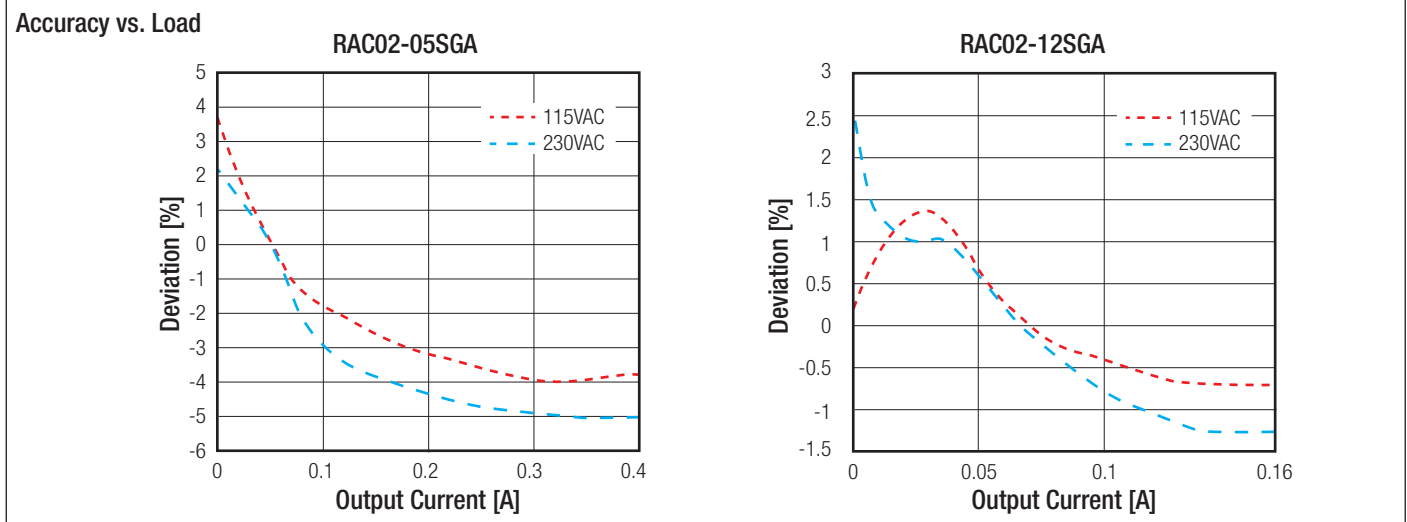 Accuracy vs. Load
RAC02-05SGA
5
4
3
2
1
0
-1
-2
-3
-4
-5
-6
Deviation [%]
115VAC
230VAC
0
0.1
0.2
0.3
0.4
Output Current [A]
RAC02-12SGA
3
2.5
2
1.5
1
0.5
0
-0.5
-1
-1.5
Deviation [%]
115VAC
230VAC
0
0.05
0.1
0.16
Output Current [A]